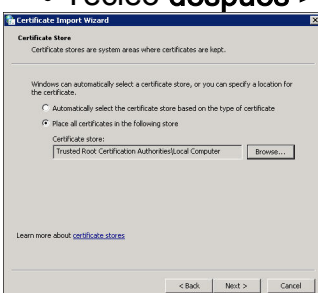 • Tecleo después >
Certificate Import Wizard
Certificate Store
Certificate stores are system areas where certificates are kept.
Windows can automatically select a certificate store, or you can specify a location for
the certificate.
Automatically select the certificate store based on the type of certificate
Place all certificates in the following store
Certificate store:
Trusted Root Certification Authorities\Local Computer
Browse...
Learn more about certificate stores
< Back
Next >
Cancel